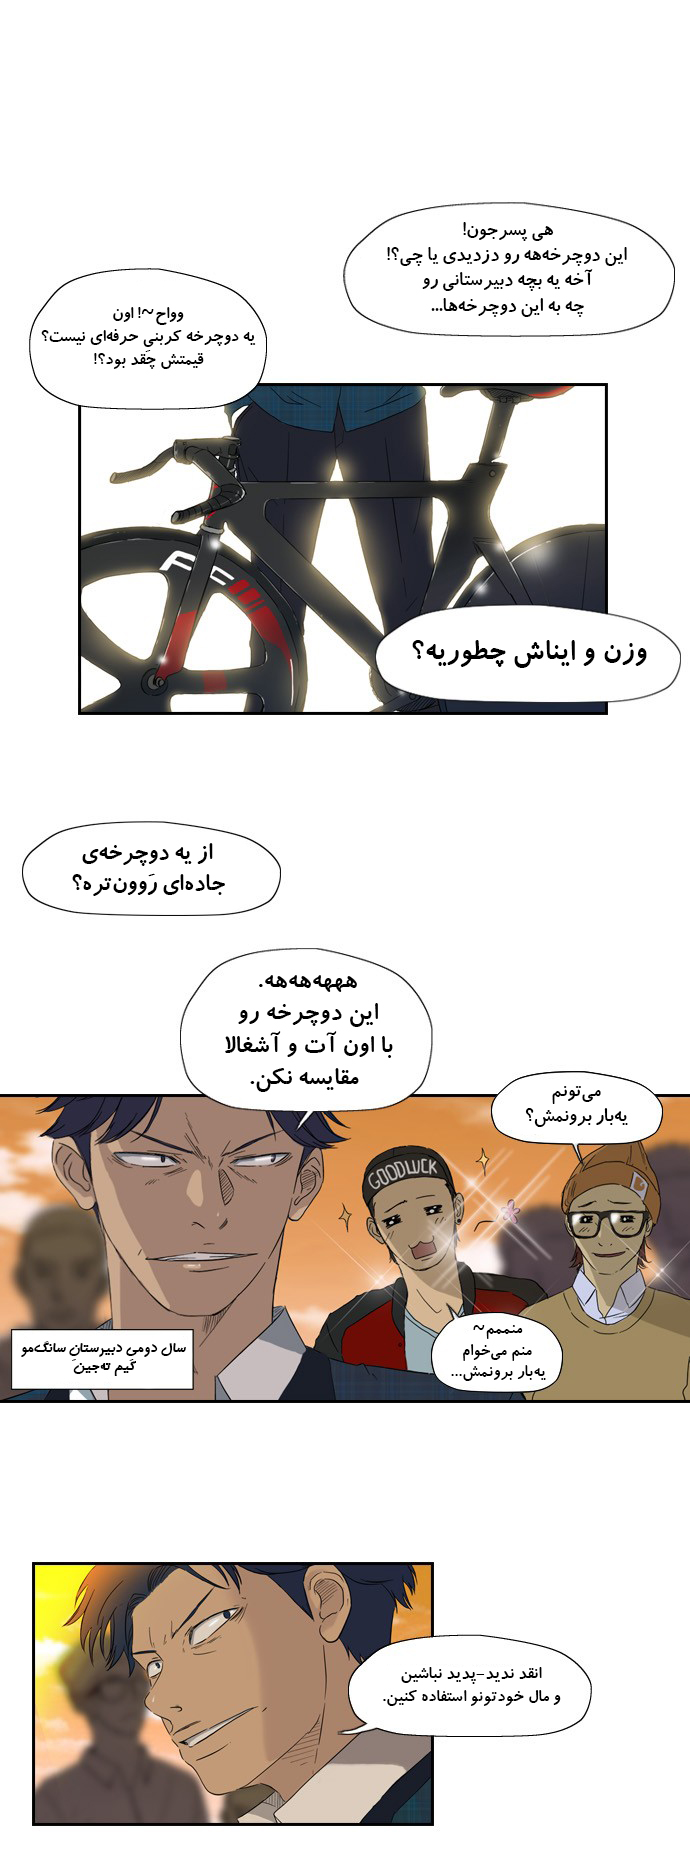 هی پسرجون!
این دوچرخه‌هه رو دزدیدی یا چی؟!
آخه یه بچه دبیرستانی رو
چه به این دوچرخه‌ها...
وواح~! اون
یه دوچرخه کربنیِ حرفه‌ای نیست؟
قیمتش چقد بود؟!
وزن و ایناش چطوریه؟
از یه دوچرخه‌ی
جاده‌ای رَوون‌تره؟
هههه‌هه‌هه.
این دوچرخه رو
با اون آت و آشغالا
مقایسه نکن.
می‌تونم
یه‌بار برونمش؟
GOODLUCK
منممم~
منم می‌خوام
یه‌بار برونمش...
سال دومی دبیرستانِ سانگ‌مو
گیم ته‌جین
انقد ندید-پدید نباشین
و مال خودتونو استفاده کنین.